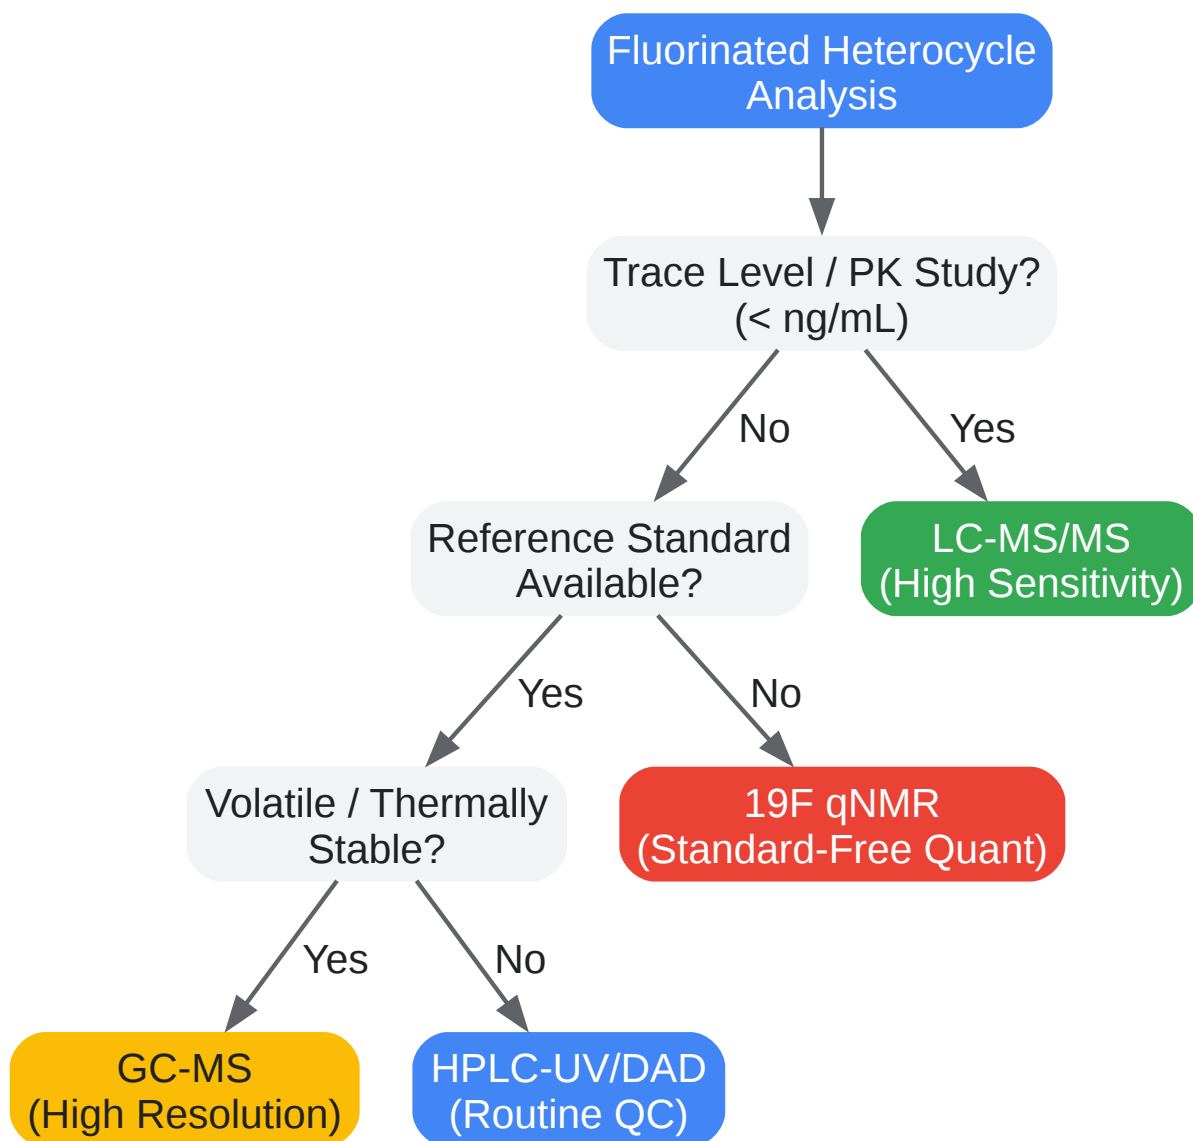 Fluorinated Heterocycle
Analysis
Trace Level / PK Study?
(< ng/mL)
No
Yes
Reference Standard
Available?
LC-MS/MS
(High Sensitivity)
Yes
No
Volatile / Thermally
Stable?
19F qNMR
(Standard-Free Quant)
Yes
No
GC-MS
(High Resolution)
HPLC-UV/DAD
(Routine QC)